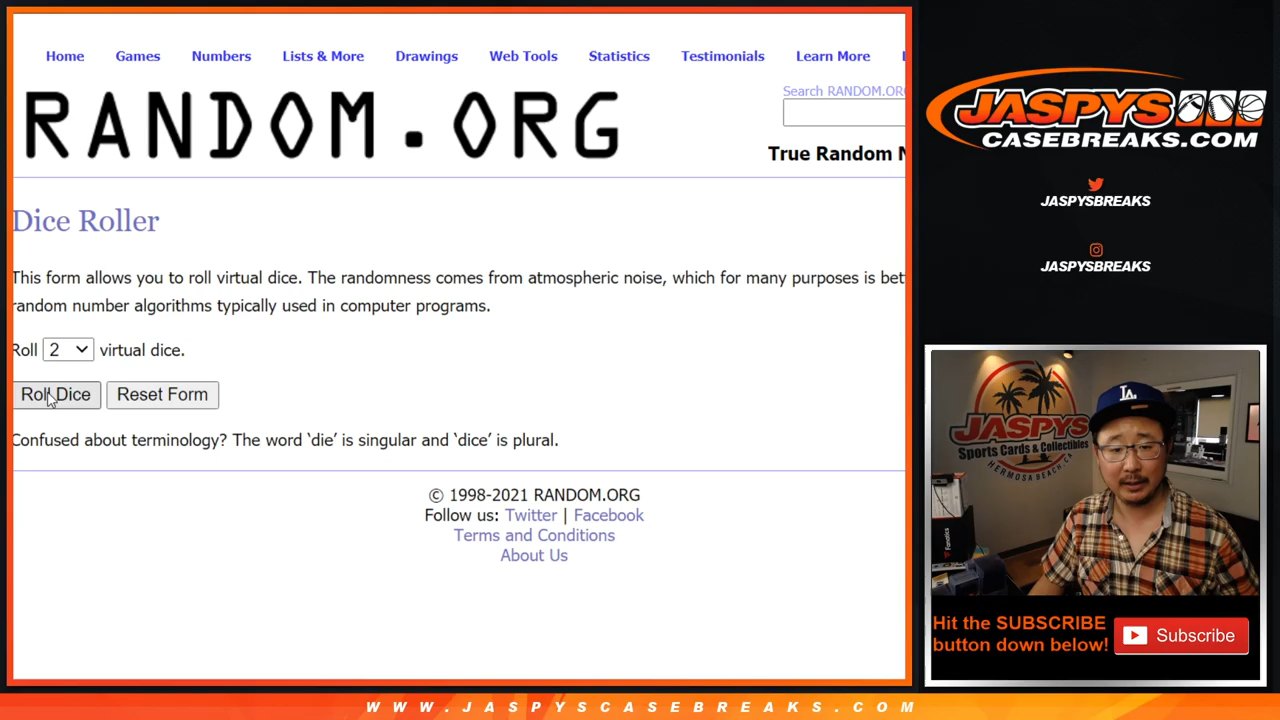 Home Games Numbers Lists & More Drawings Web Tools Statistics Testimonials Learn More
RANDOM.ORG
Search RANDOM.ORG
True Random N
Dice Roller
This form allows you to roll virtual dice. The randomness comes from atmospheric noise, which for many purposes is bet
random number algorithms typically used in computer programs.
Roll 2 virtual dice.
Roll Dice Reset Form
Confused about terminology? The word ‘die’ is singular and ‘dice’ is plural.
© 1998-2021 RANDOM.ORG
Follow us: Twitter | Facebook
Terms and Conditions
About Us
JASPYS
CASEBREAKS.COM
JASPYSBREAKS
JASPYSBREAKS
JASPYS
Sports Cards & Collectibles
HERMOSA BEACH, CA
LA
Fanatics
Hit the SUBSCRIBE
button down below!
Subscribe
WWW.JASPYSCASEBREAKS.COM